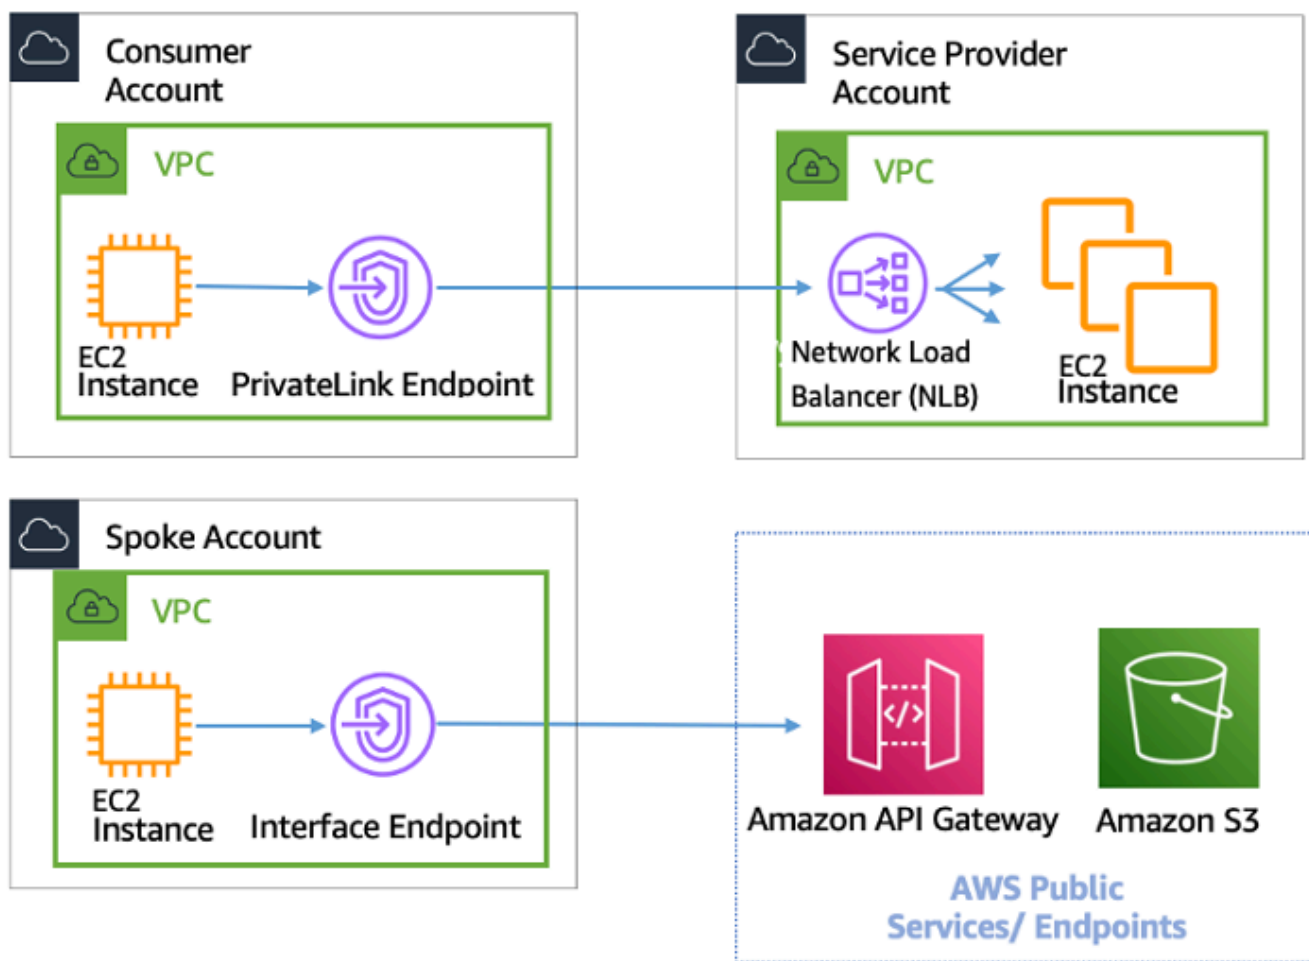 Consumer
Account
VPC
EC2
Instance
PrivateLink Endpoint
Service Provider
Account
VPC
Network Load
Balancer (NLB)
EC2
Instance
Spoke Account
VPC
EC2
Instance
Interface Endpoint
</>
Amazon API Gateway
Amazon S3
AWS Public
Services/ Endpoints